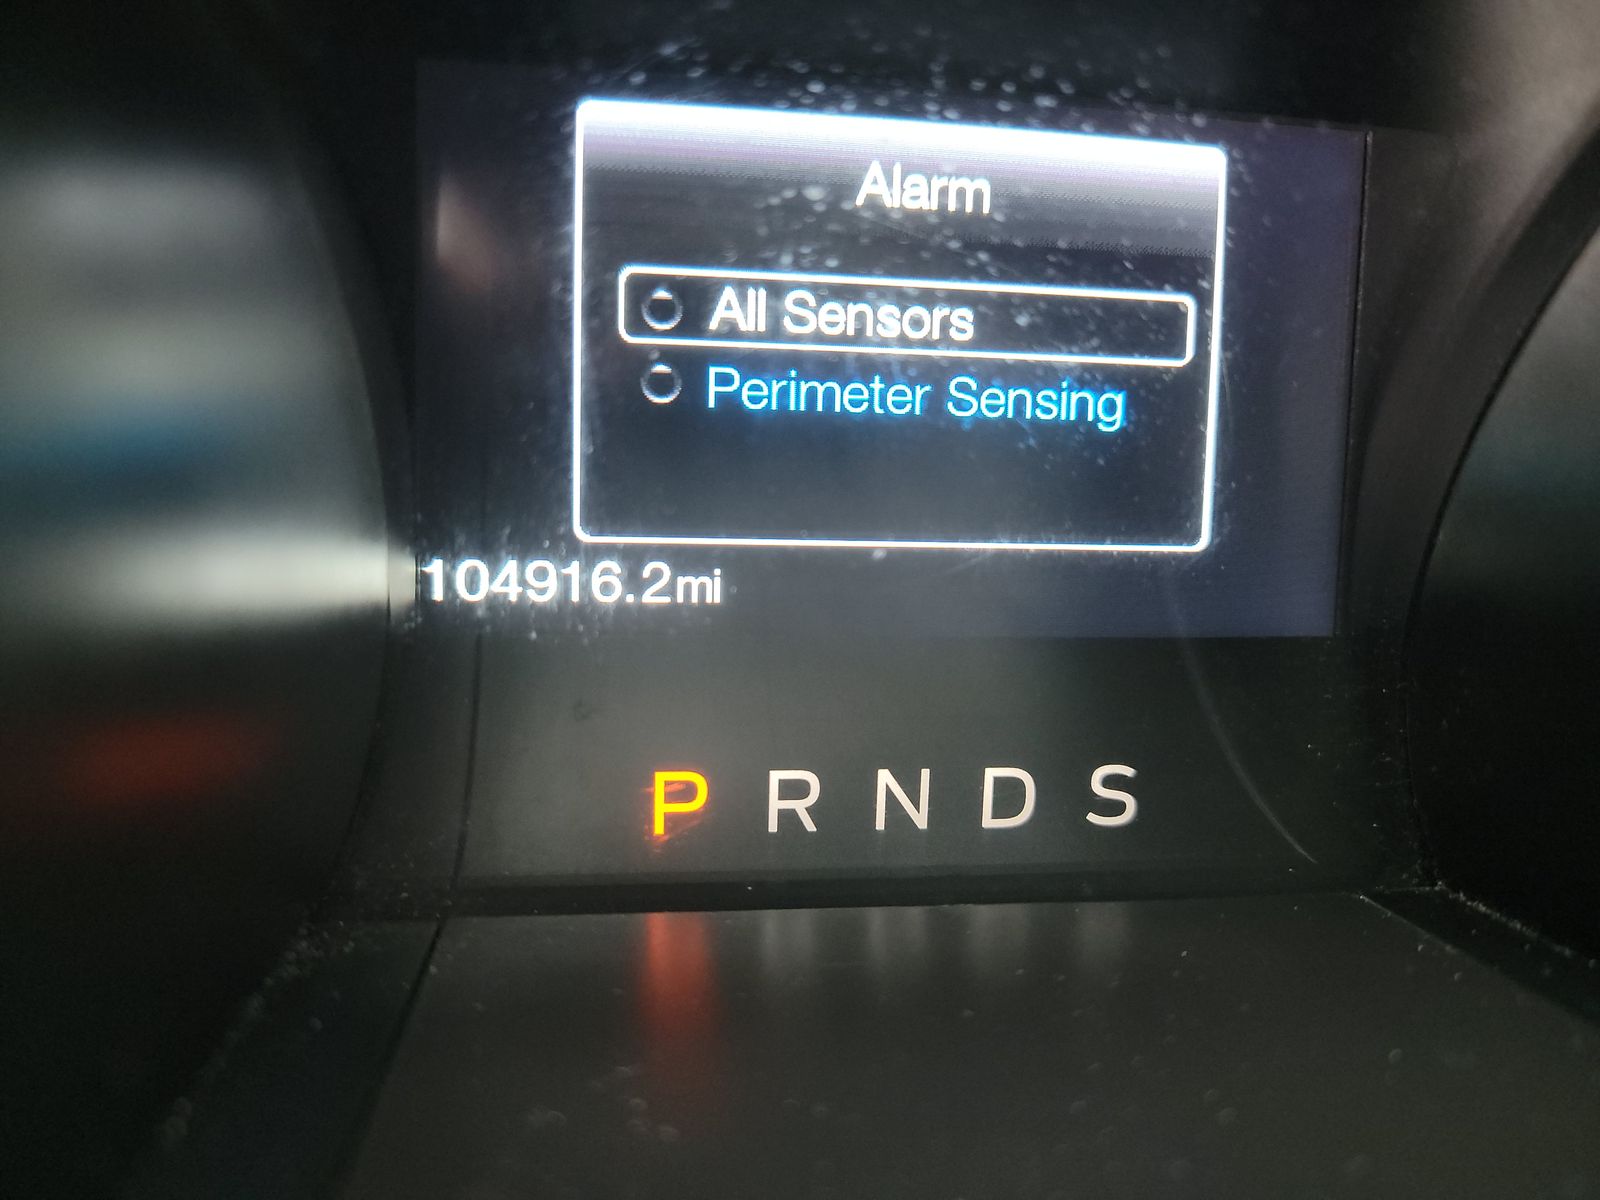 Alarm
All Sensors
Perimeter Sensing
104916.2mi
P R N D S